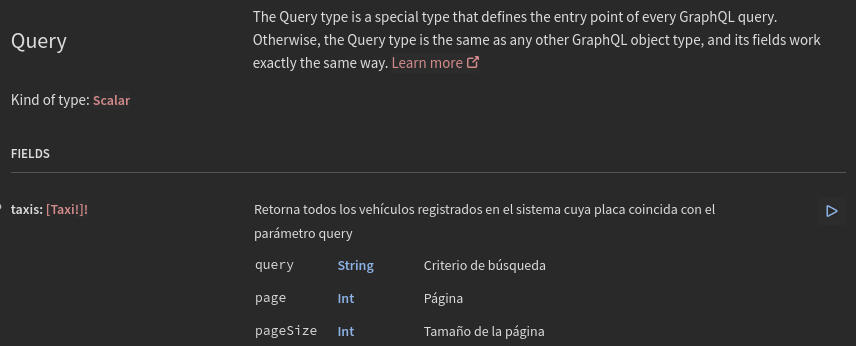 Query
The Query type is a special type that defines the entry point of every GraphQL query.
Otherwise, the Query type is the same as any other GraphQL object type, and its fields work
exactly the same way. Learn more
Kind of type: Scalar
FIELDS
taxis: [Taxi!]!
Retorna todos los vehículos registrados en el sistema cuya placa coincida con el
parámetro query
query String Criterio de búsqueda
page Int Página
pageSize Int Tamaño de la página